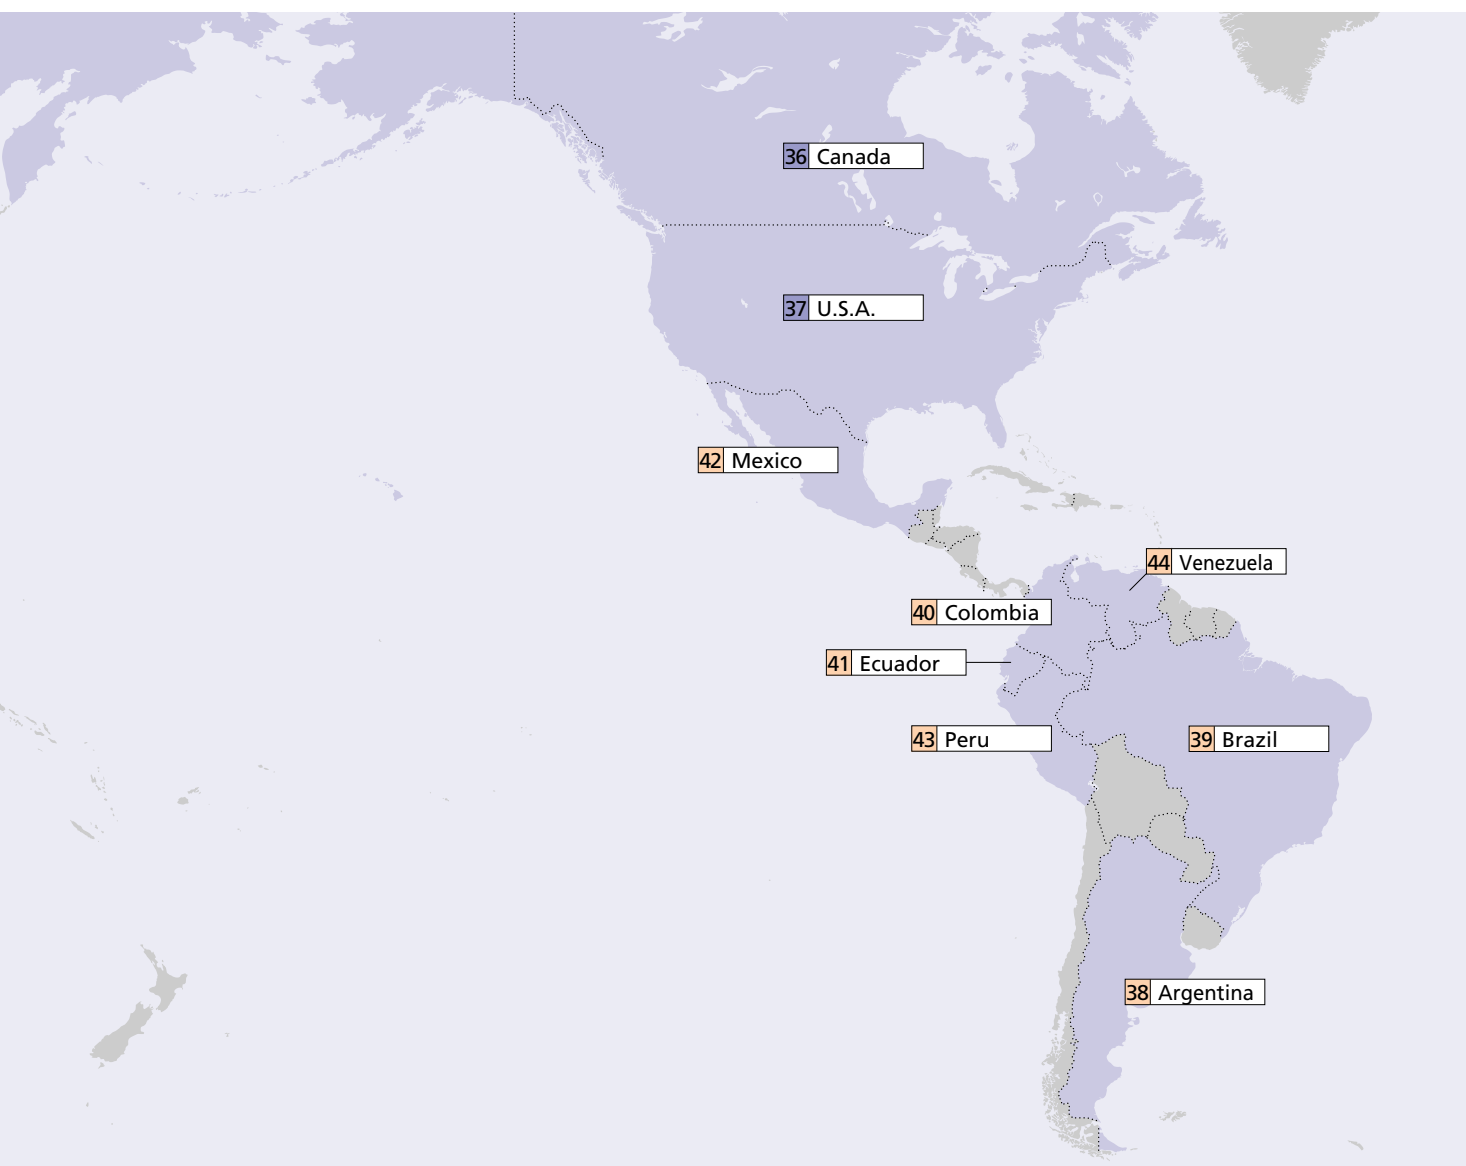 36 Canada
37 U.S.A.
42 Mexico
44 Venezuela
40 Colombia
41 Ecuador
43 Peru
39 Brazil
38 Argentina